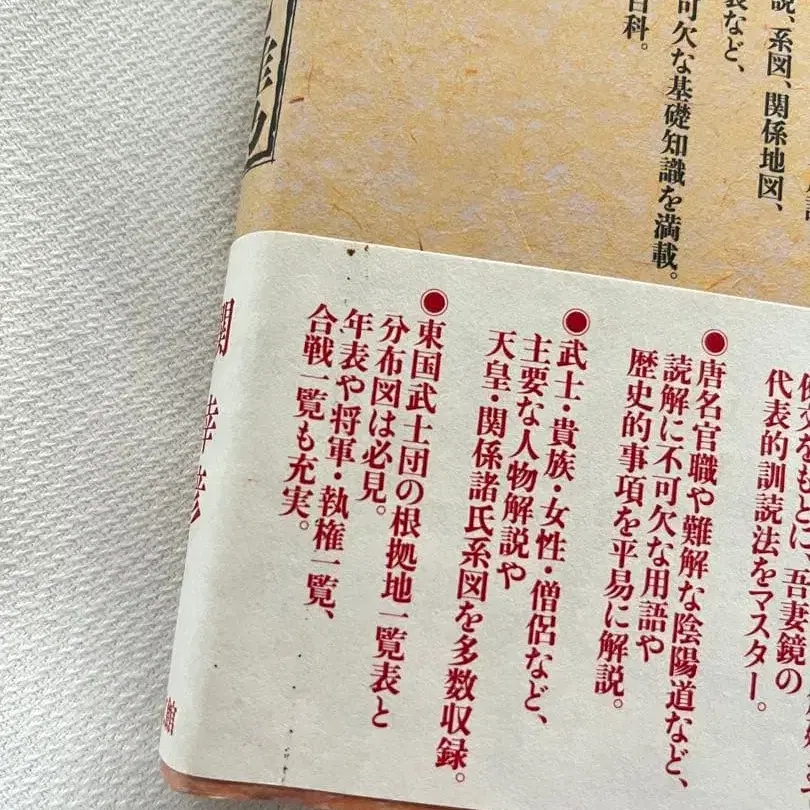 説、系図、関係地図、
表など、
可欠な基礎知識を満載。
百科。
例文をもとに、吾妻鏡の
代表的訓読法をマスター。
◉唐名官職や難解な陰陽道など、
読解に不可欠な用語や
歴史的事項を平易に解説。
◉武士・貴族・女性・僧侶など、
主要な人物解説や
天皇・関係諸氏系図を多数収録。
◉東国武士団の根拠地一覧表と
分布図は必見。
年表や将軍・執権一覧、
合戦一覧も充実。
関 幸彦
館